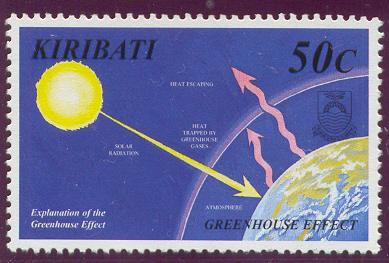 KIRIBATI
50c
HEAT ESCAPING
HEAT
TRAPPED BY
GREENHOUSE
GASES
SOLAR
RADIATION
ATMOSPHERE
Explanation of the
Greenhouse Effect
GREENHOUSE EFFECT